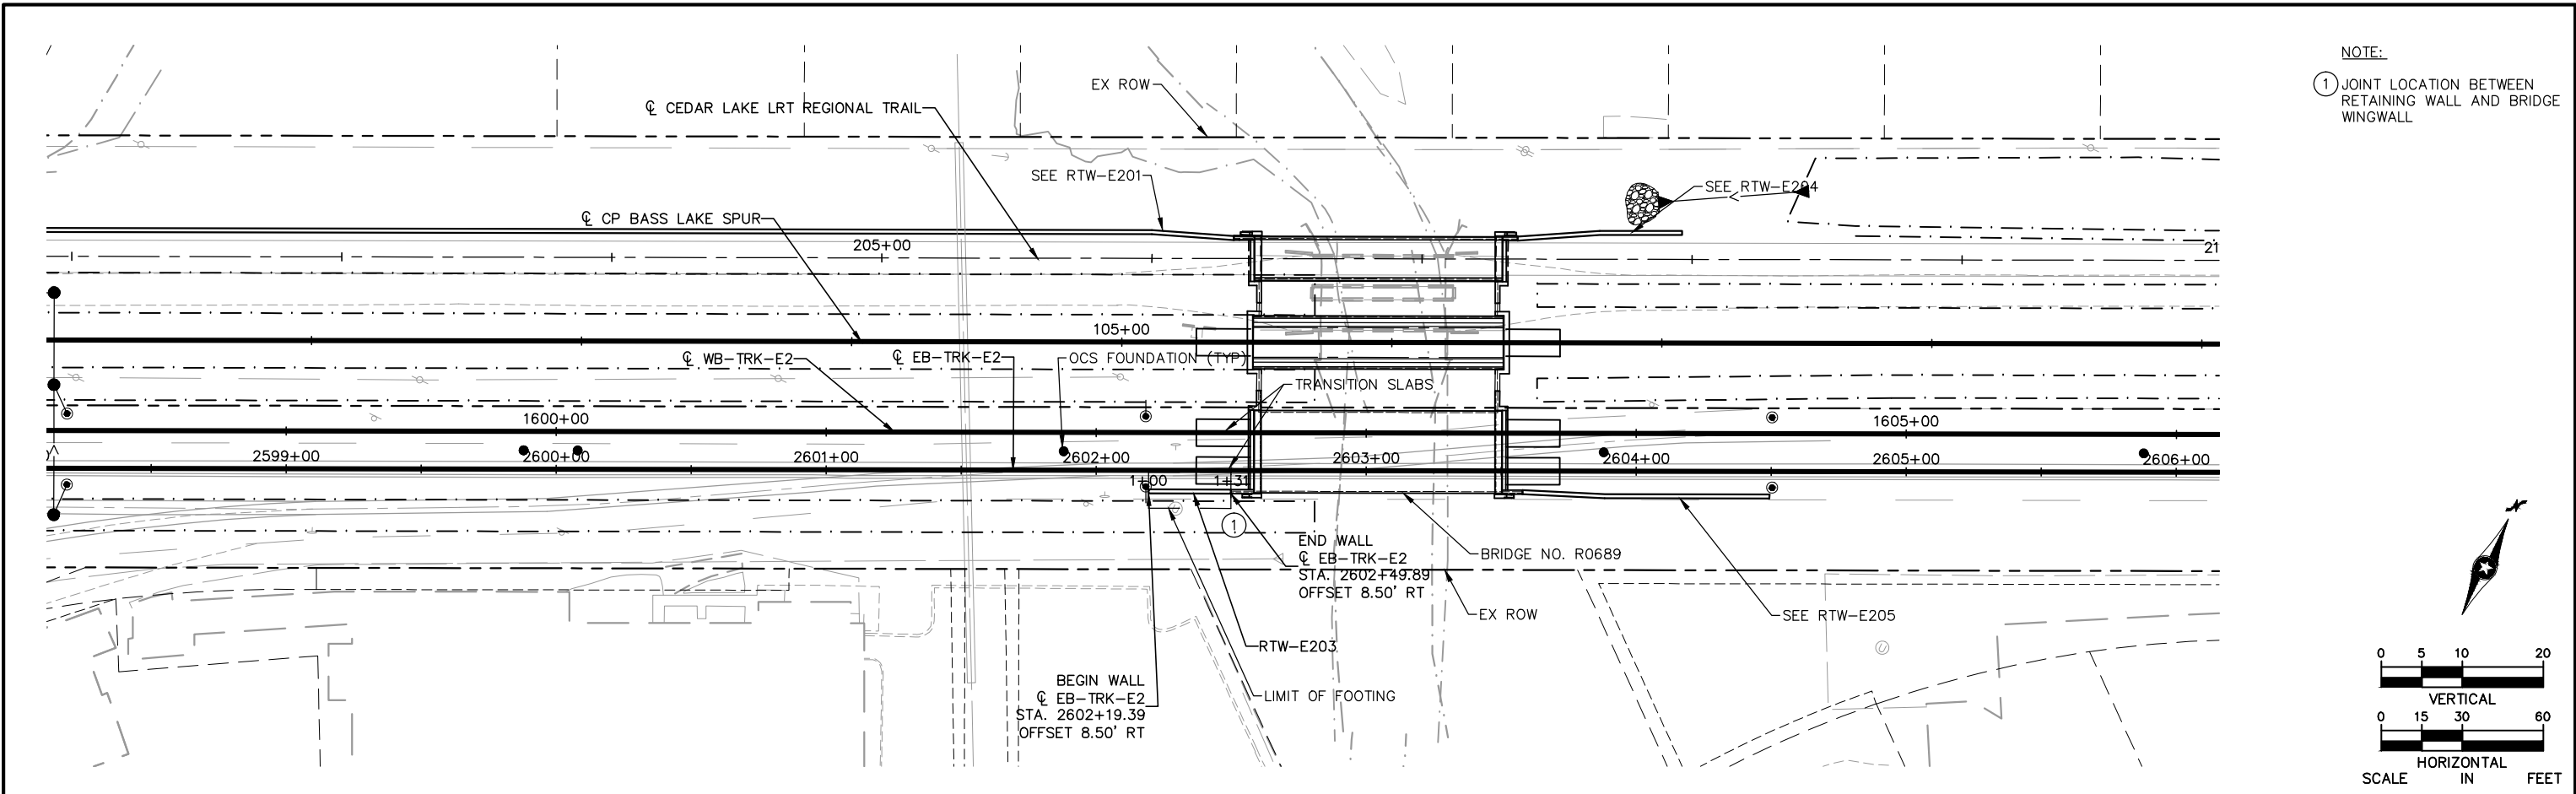 NOTE:
1 JOINT LOCATION BETWEEN
RETAINING WALL AND BRIDGE
WINGWALL
EX ROW
℄ CEDAR LAKE LRT REGIONAL TRAIL
SEE RTW-E201
SEE RTW-E204
℄ CP BASS LAKE SPUR
205+00
21
105+00
℄ WB-TRK-E2
℄ EB-TRK-E2
OCS FOUNDATION (TYP)
TRANSITION SLABS
1600+00
1605+00
2599+00
2600+00
2601+00
2602+00
2603+00
2604+00
2605+00
2606+00
1+00
1+31
1
END WALL
℄ EB-TRK-E2
STA. 2602+49.89
OFFSET 8.50' RT
BRIDGE NO. R0689
EX ROW
SEE RTW-E205
RTW-E203
LIMIT OF FOOTING
BEGIN WALL
℄ EB-TRK-E2
STA. 2602+19.39
OFFSET 8.50' RT
N
0 5 10 20
VERTICAL
0 15 30 60
HORIZONTAL
SCALE IN FEET